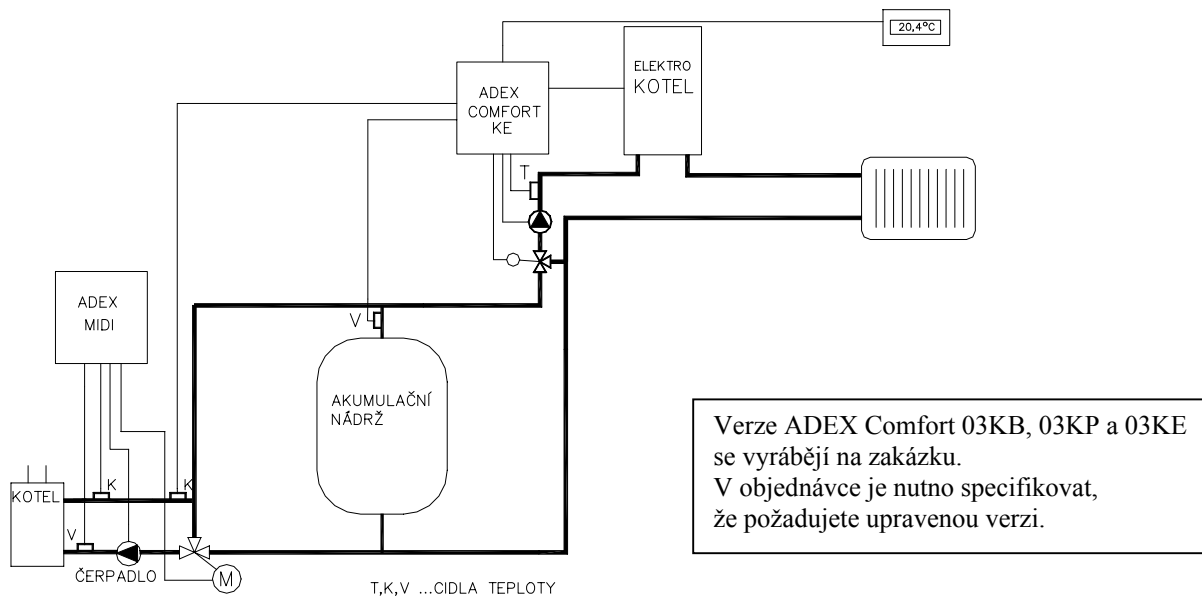 20,4°C
ELEKTRO
KOTEL
ADEX
COMFORT
KE
T
ADEX
MIDI
V
AKUMULAČNÍ
NÁDRŽ
KOTEL
K
K
V
ČERPADLO
M
T,K,V ...CIDLA TEPLOTY
Verze ADEX Comfort 03KB, 03KP a 03KE
se vyrábějí na zakázku.
V objednávce je nutno specifikovat,
že požadujete upravenou verzi.